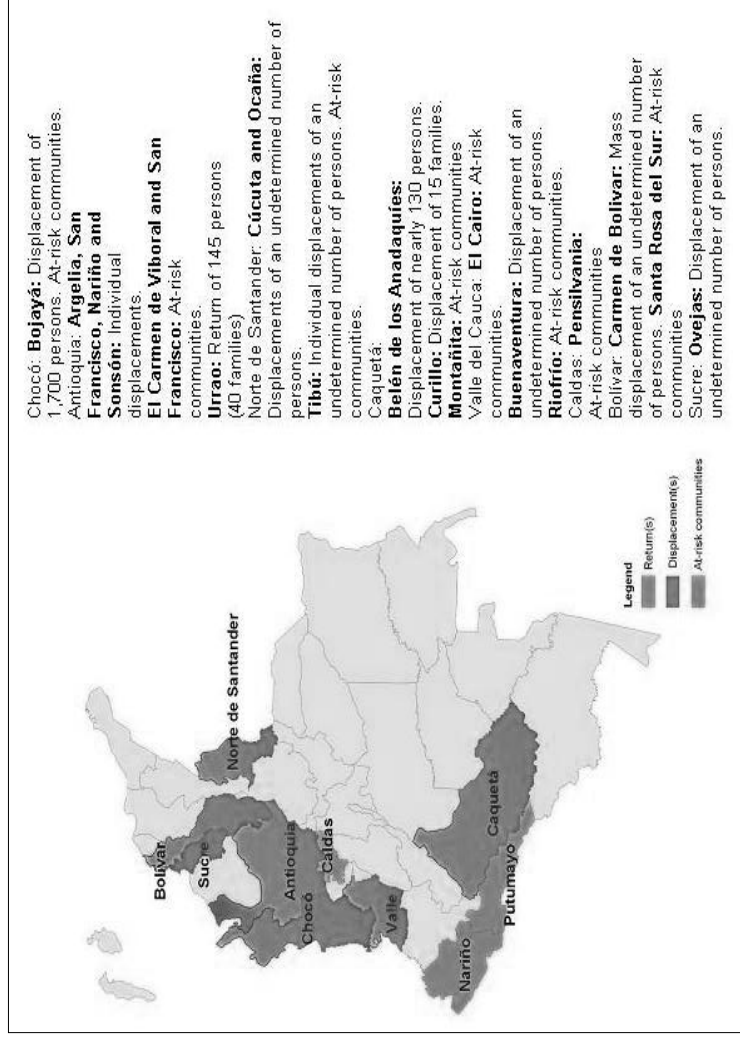 Chocó: Bojayá: Displacement of
1,700 persons. At-risk communities.
Antioquia: Argelia, San
Francisco, Nariño and
Sonsón: Individual
displacements.
El Carmen de Viboral and San
Francisco: At-risk
communities.
Urrao: Return of 145 persons
(40 families)
Norte de Santander: Cúcuta and Ocaña:
Displacements of an undetermined number of
persons.
Tibú: Individual displacements of an
undetermined number of persons. At-risk
communities.
Caquetá:
Belén de los Anadaquíes:
Displacement of nearly 130 persons.
Curillo: Displacement of 15 families.
Montañita: At-risk communities
Valle del Cauca: El Cairo: At-risk
communities.
Buenaventura: Displacement of an
undetermined number of persons.
Riofrío: At-risk communities.
Caldas: Pensilvania:
At-risk communities
Bolívar: Carmen de Bolivar: Mass
displacement of an undetermined number
of persons. Santa Rosa del Sur: At-risk
communities
Sucre: Ovejas: Displacement of an
undetermined number of persons.
Bolívar
Sucre
Norte de Santander
Antioquia
Chocó
Caldas
Valle
Caquetá
Nariño
Putumayo
Legend
Return(s)
Displacement(s)
At-risk communities